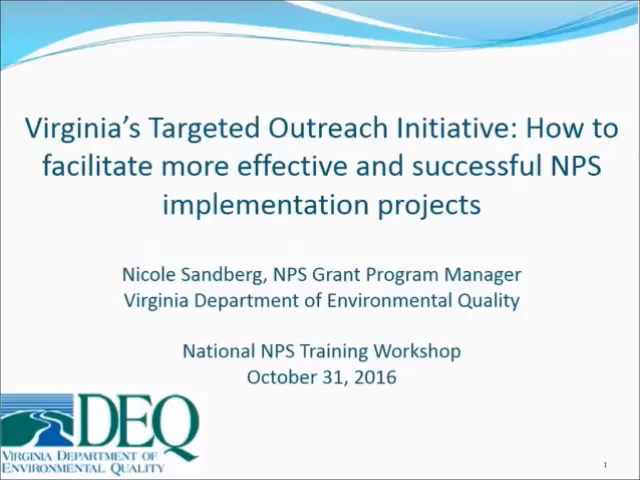 Virginia's Targeted Outreach Initiative: How to
facilitate more effective and successful NPS
implementation projects
Nicole Sandberg, NPS Grant Program Manager
Virginia Department of Environmental Quality
National NPS Training Workshop
October 31, 2016
DEQ
VIRGINIA DEPARTMENT OF
ENVIRONMENTAL QUALITY
1